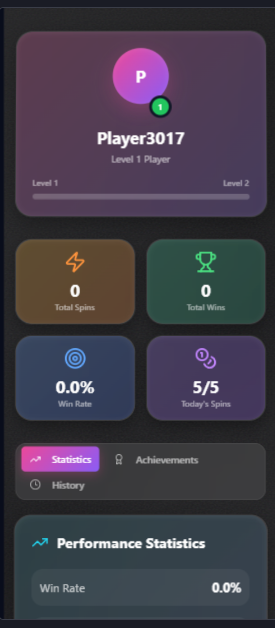 P
1
Player3017
Level 1 Player
Level 1 Level 2
0 0
Total Spins Total Wins
1
0.0% 5/5
Win Rate Today's Spins
Statistics Achievements
History
Performance Statistics
Win Rate 0.0%